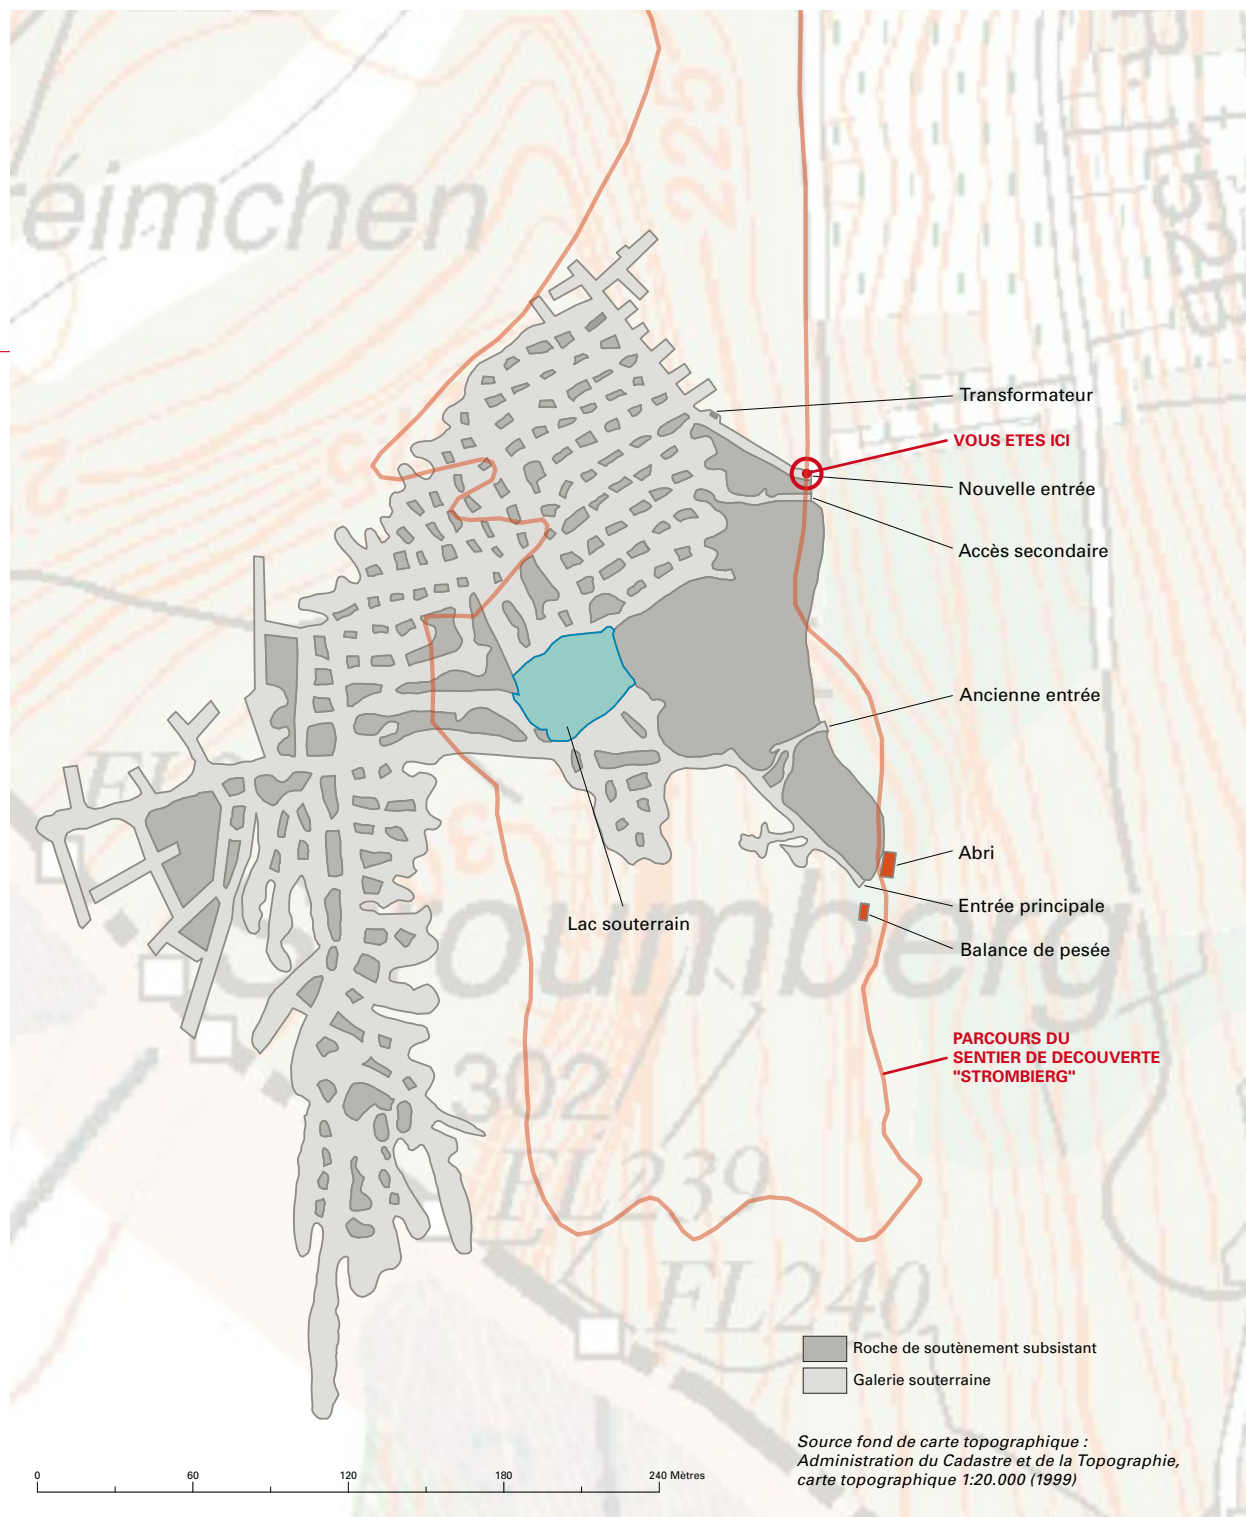 225
éimchen
R.
152B
Transformateur
VOUS ETES ICI
Nouvelle entrée
Accès secondaire
Ancienne entrée
Abri
Lac souterrain
Entrée principale
Balance de pesée
Stroumberg
PARCOURS DU
SENTIER DE DECOUVERTE
"STROMBIERG"
302
FL239
FL240
Roche de soutènement subsistant
Galerie souterraine
Source fond de carte topographique :
Administration du Cadastre et de la Topographie,
carte topographique 1:20.000 (1999)
0 60 120 180 240 Mètres